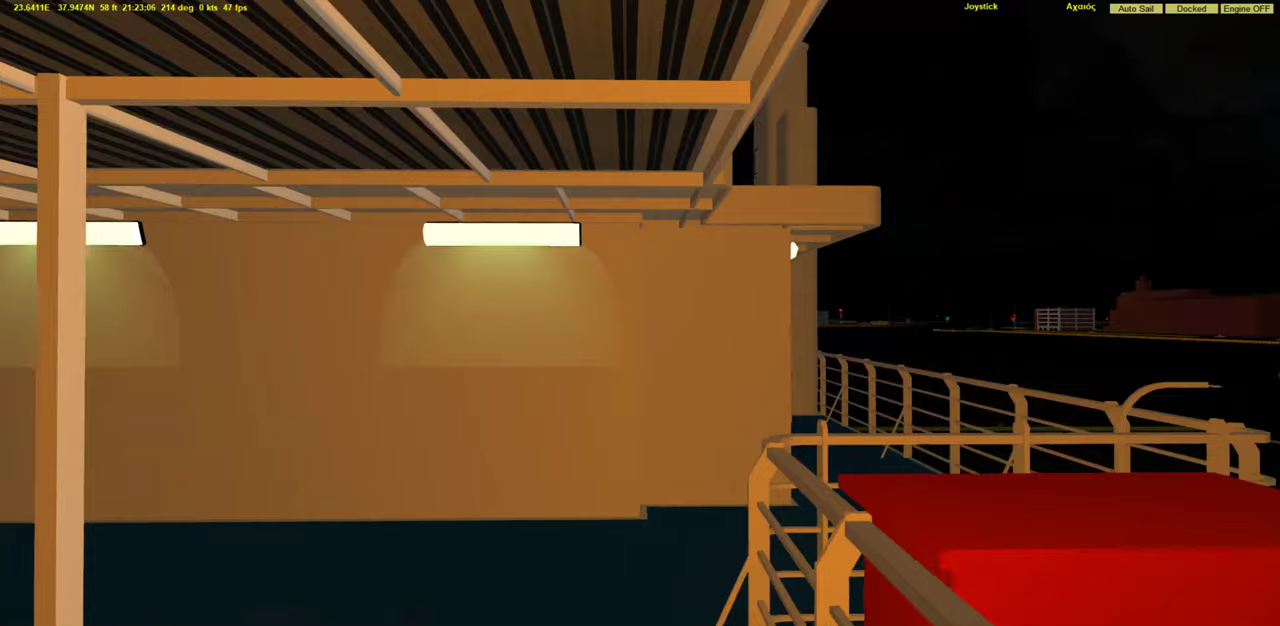 23.6411E 37.9474N 58 ft 21:23:06 214 deg 0 kts 47 fps
Joystick
Αχαιός
Auto Sail
Docked
Engine OFF